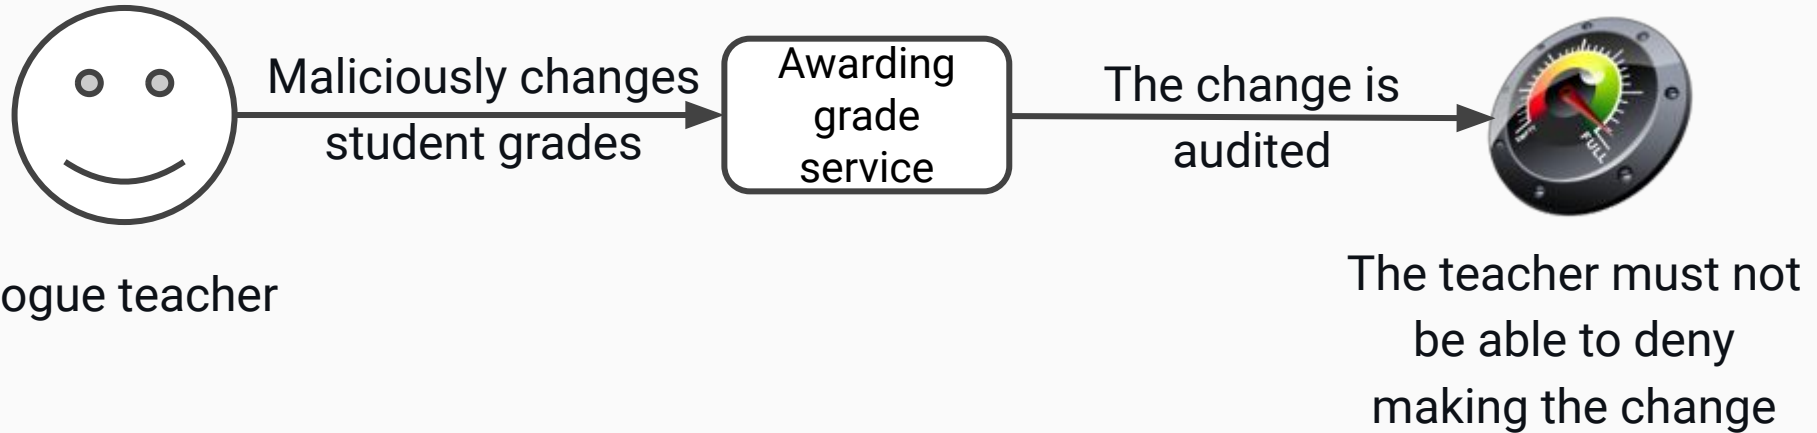 Maliciously changes
student grades
Awarding
grade
service
The change is
audited
FULL
ogue teacher
The teacher must not
be able to deny
making the change